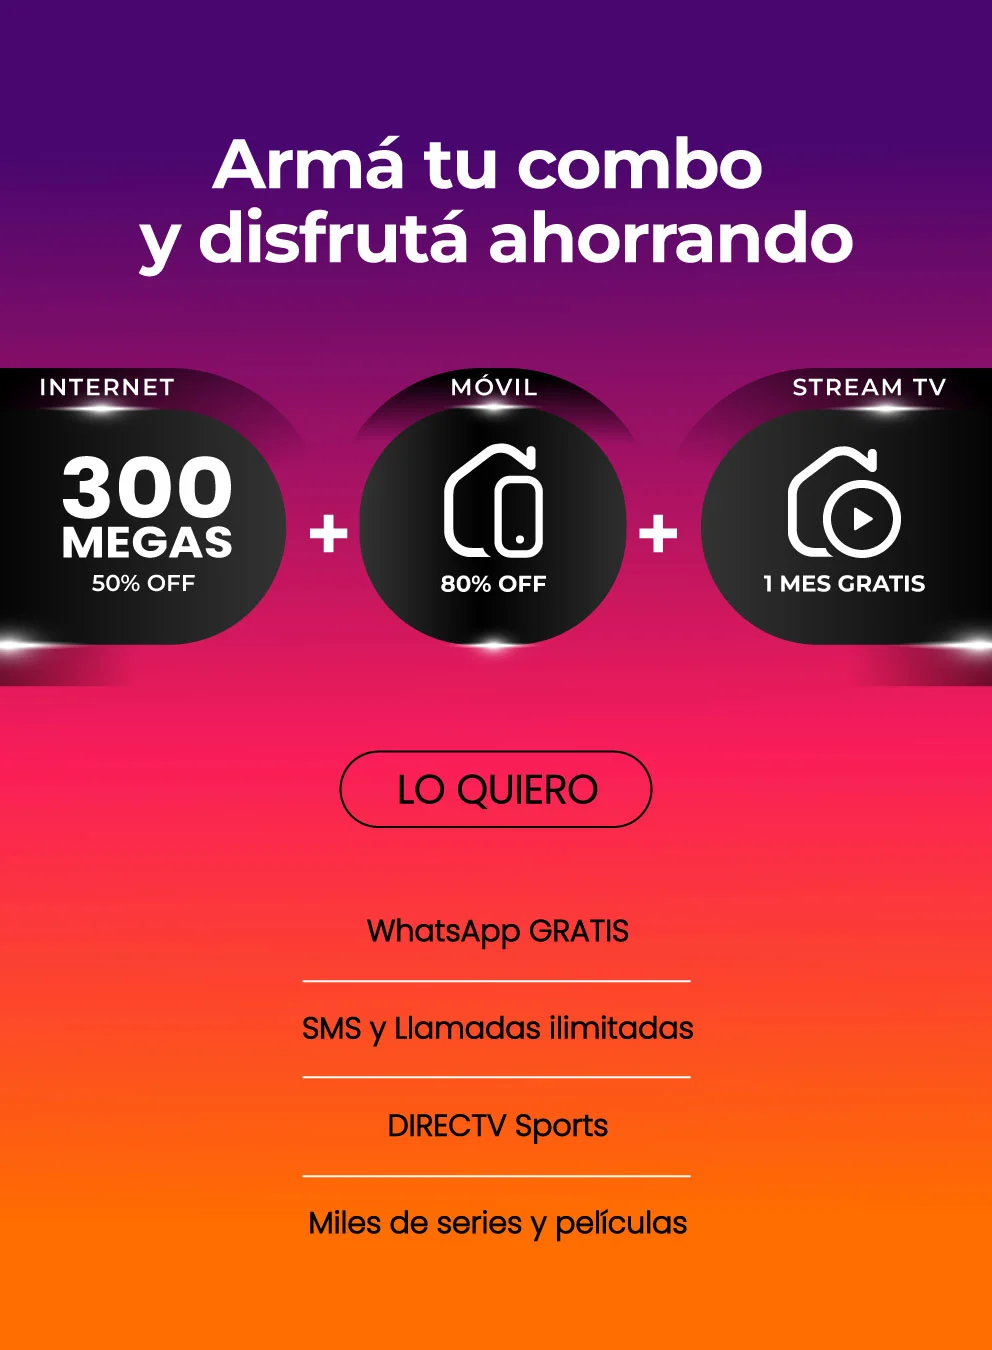 Armá tu combo
y disfrutá ahorrando
INTERNET
300
MEGAS
50% OFF
+
MÓVIL
80% OFF
+
STREAM TV
1 MES GRATIS
LO QUIERO
WhatsApp GRATIS
SMS y Llamadas ilimitadas
DIRECTV Sports
Miles de series y películas